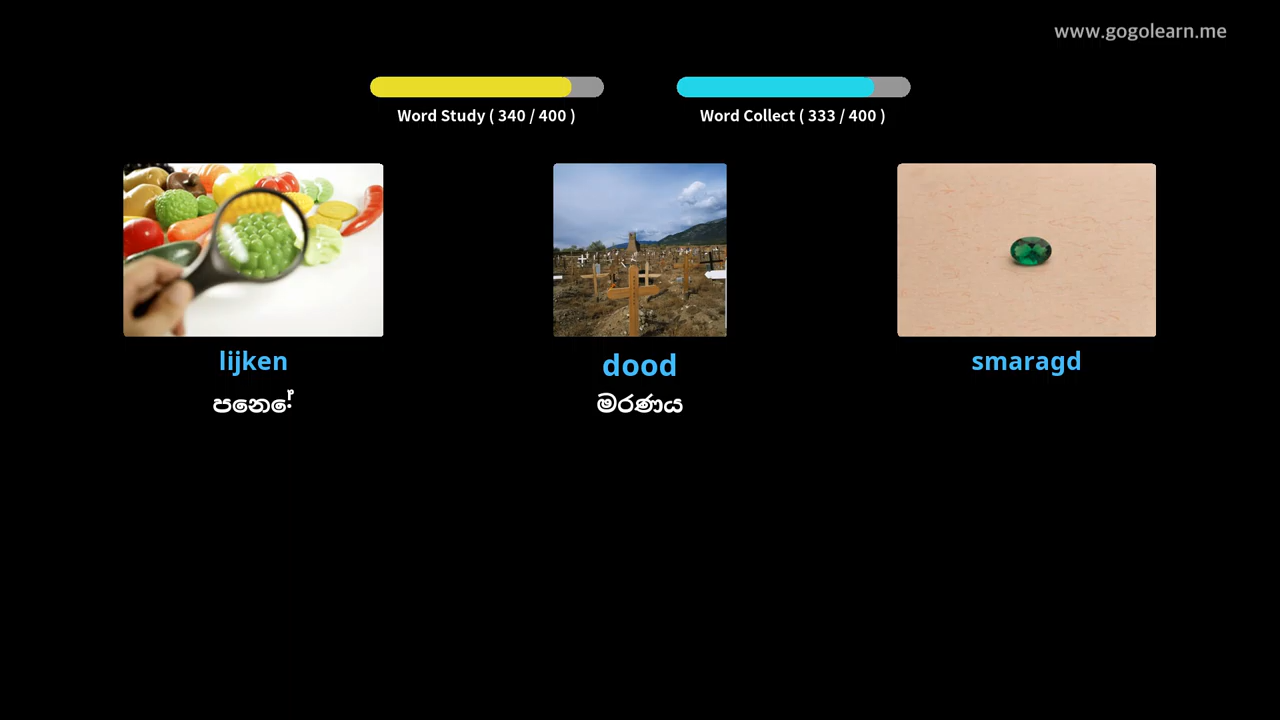 www.gogolearn.me
Word Study ( 340 / 400 )
Word Collect ( 333 / 400 )
lijken
dood
smaragd
පෙනේ!
මරණය